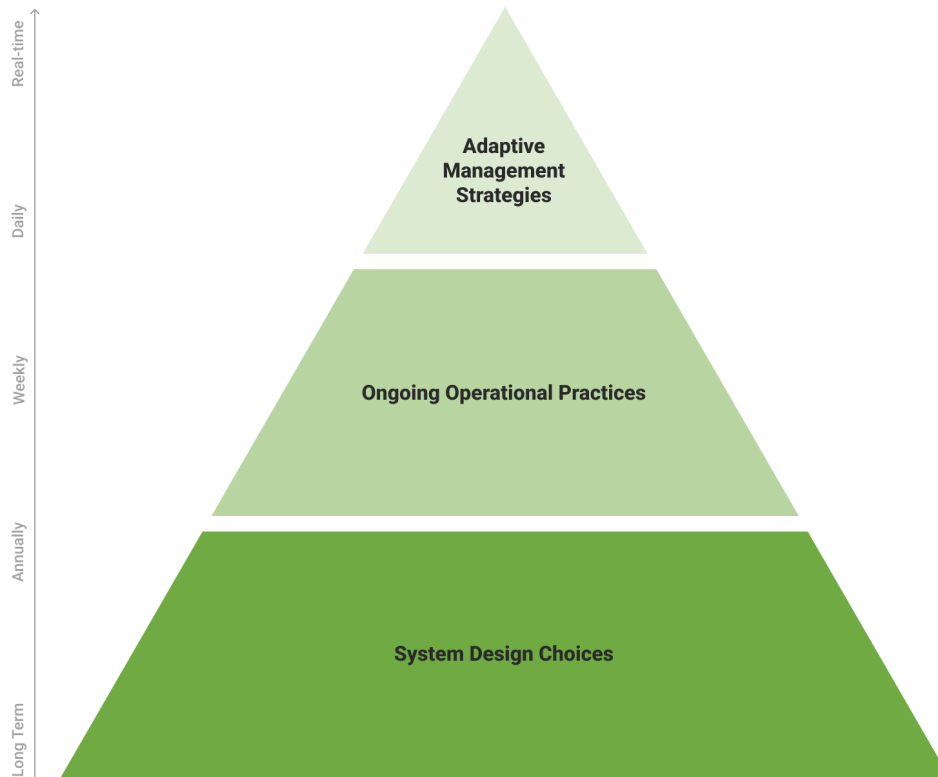 Real-time
Adaptive
Management
Strategies
Daily
Weekly
Ongoing Operational Practices
Annually
System Design Choices
Long Term